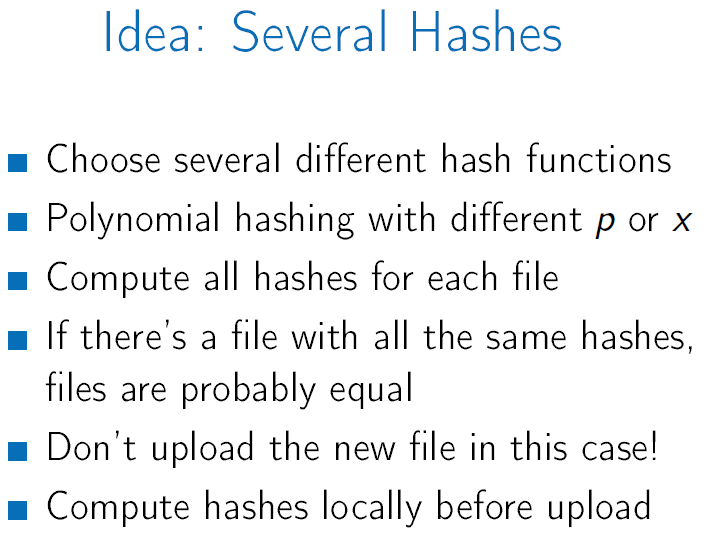 Idea: Several Hashes
Choose several different hash functions
Polynomial hashing with different p or x
Compute all hashes for each file
If there's a file with all the same hashes,
files are probably equal
Don't upload the new file in this case!
Compute hashes locally before upload